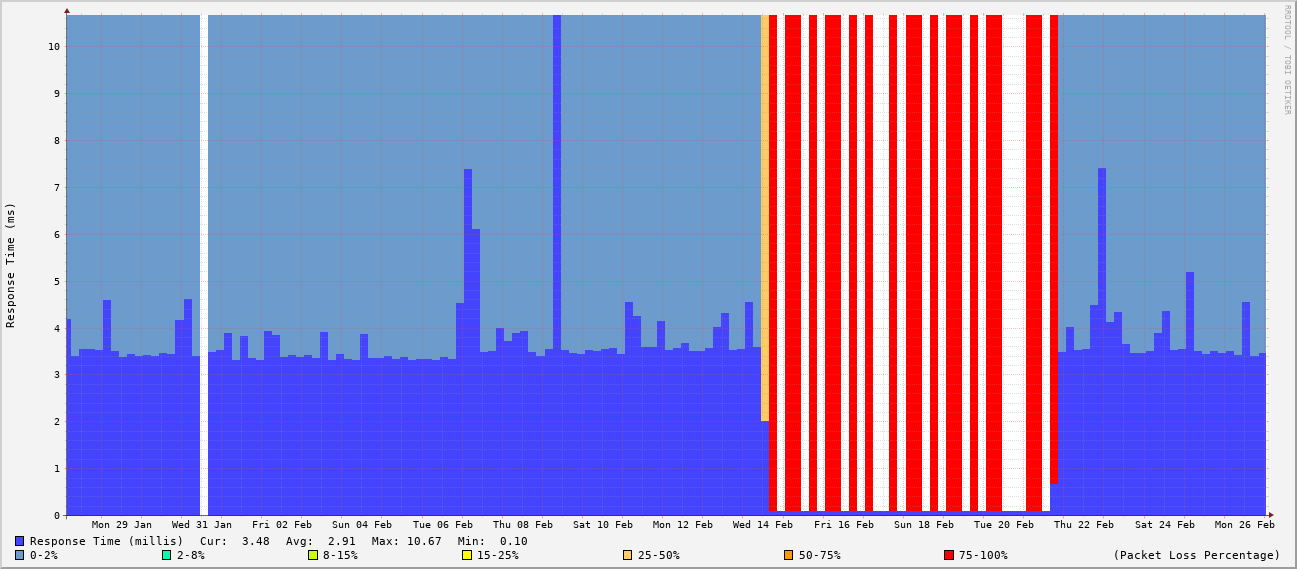 RRDTOOL / TOBI OETIKER
Response Time (ms)
10
9
8
7
6
5
4
3
2
1
0
Mon 29 Jan Wed 31 Jan Fri 02 Feb Sun 04 Feb Tue 06 Feb Thu 08 Feb Sat 10 Feb Mon 12 Feb Wed 14 Feb Fri 16 Feb Sun 18 Feb Tue 20 Feb Thu 22 Feb Sat 24 Feb Mon 26 Feb
Response Time (millis) Cur: 3.48 Avg: 2.91 Max: 10.67 Min: 0.10
0-2% 2-8% 8-15% 15-25% 25-50% 50-75% 75-100% (Packet Loss Percentage)